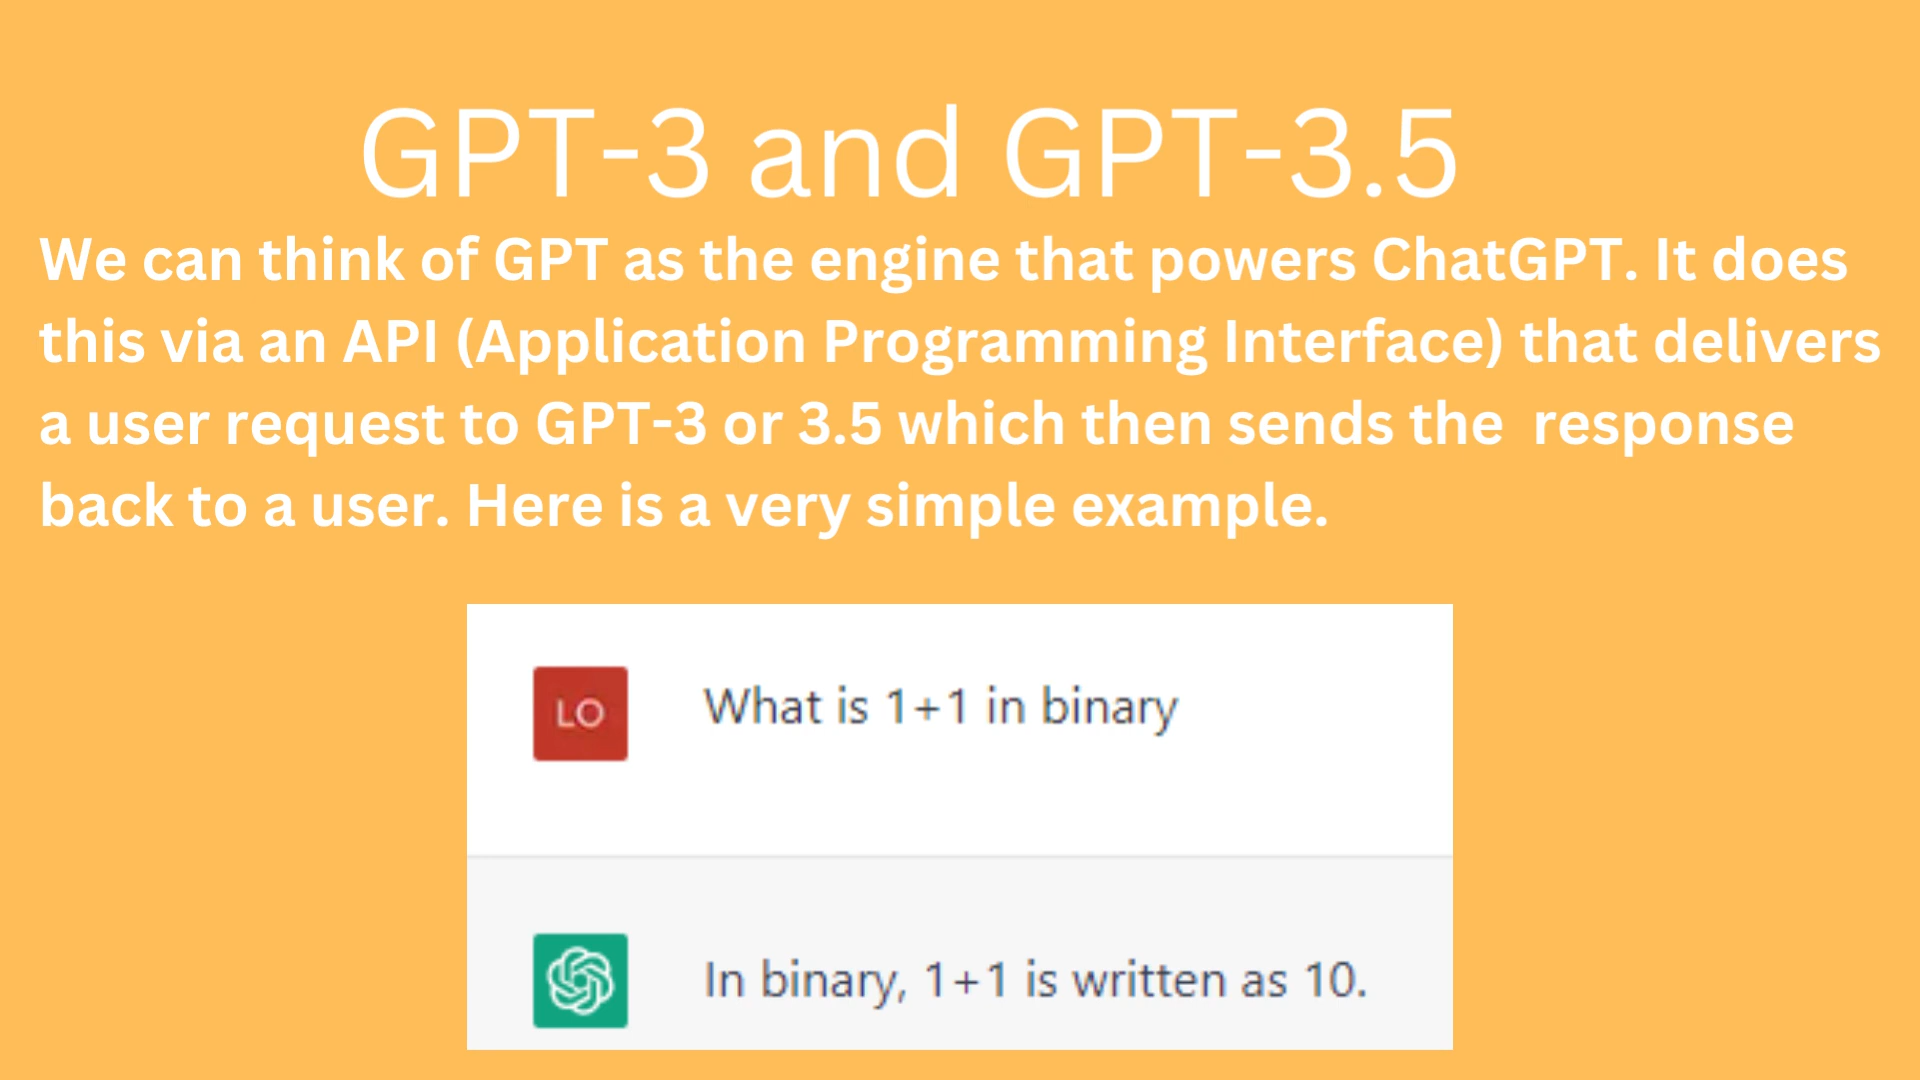 GPT-3 and GPT-3.5
We can think of GPT as the engine that powers ChatGPT. It does
this via an API (Application Programming Interface) that delivers
a user request to GPT-3 or 3.5 which then sends the  response
back to a user. Here is a very simple example.
LO
What is 1+1 in binary
In binary, 1+1 is written as 10.